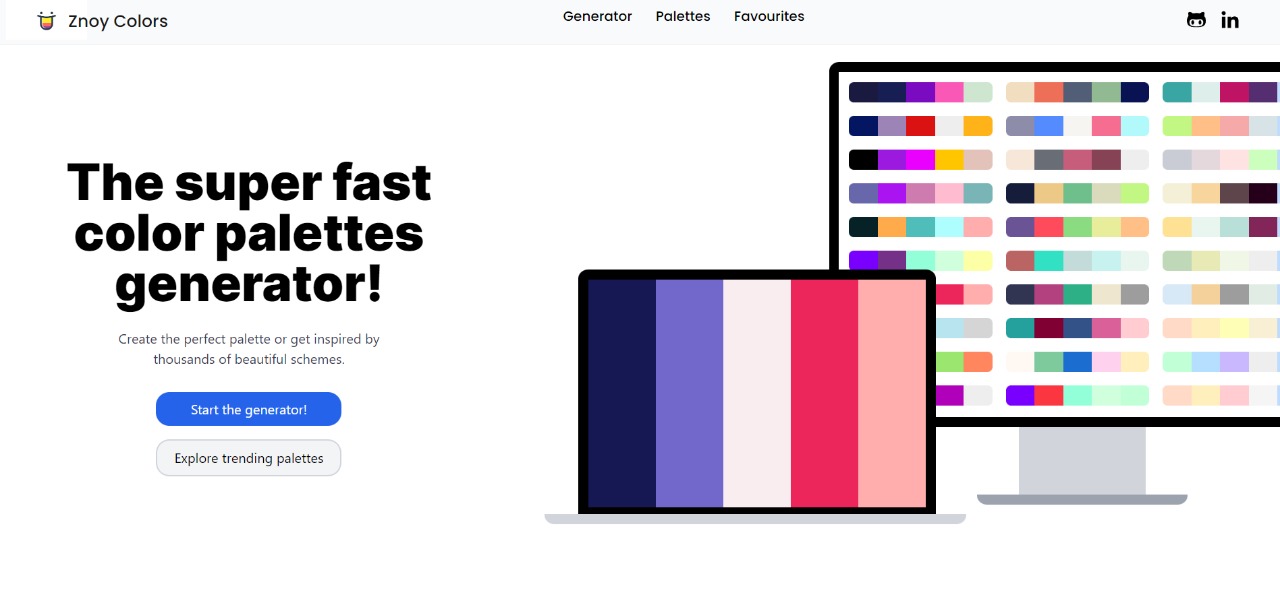 Znoy Colors
Generator Palettes Favourites
The super fast
color palettes
generator!
Create the perfect palette or get inspired by
thousands of beautiful schemes.
Start the generator!
Explore trending palettes